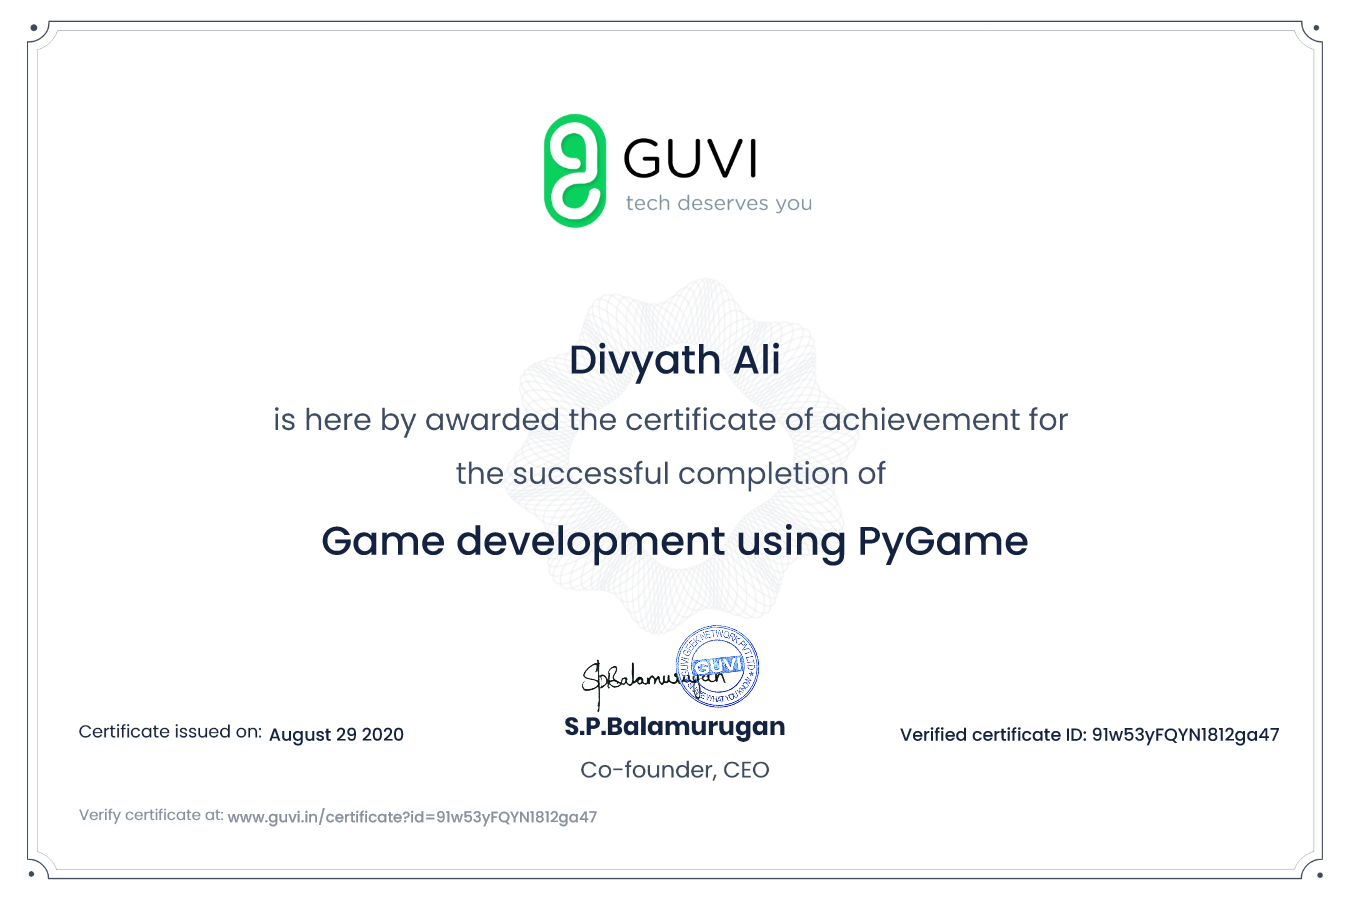 GUVI
tech deserves you
Divyath Ali
is here by awarded the certificate of achievement for
the successful completion of
Game development using PyGame
GUVI GEEK NETWORK PVT LTD
GUVI
WHAT YOU KNOW
SpBalamurugan
S.P.Balamurugan
Co-founder, CEO
Certificate issued on: August 29 2020
Verified certificate ID: 91w53yFQYN1812ga47
Verify certificate at: www.guvi.in/certificate?id=91w53yFQYN1812ga47